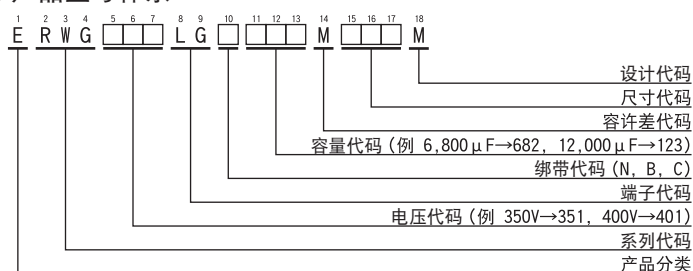 1 2 3 4 5 6 7 8 9 10 11 12 13 14 15 16 17 18
E R W G □□□ L G □ □□□ M □□□ M
设计代码
尺寸代码
容许差代码
容量代码 (例 6,800μF→682, 12,000μF→123)
绑带代码 (N, B, C)
端子代码
电压代码 (例 350V→351, 400V→401)
系列代码
产品分类